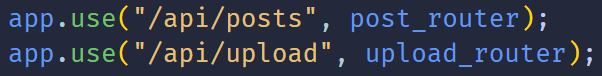 app.use("/api/posts", post_router);
app.use("/api/upload", upload_router);